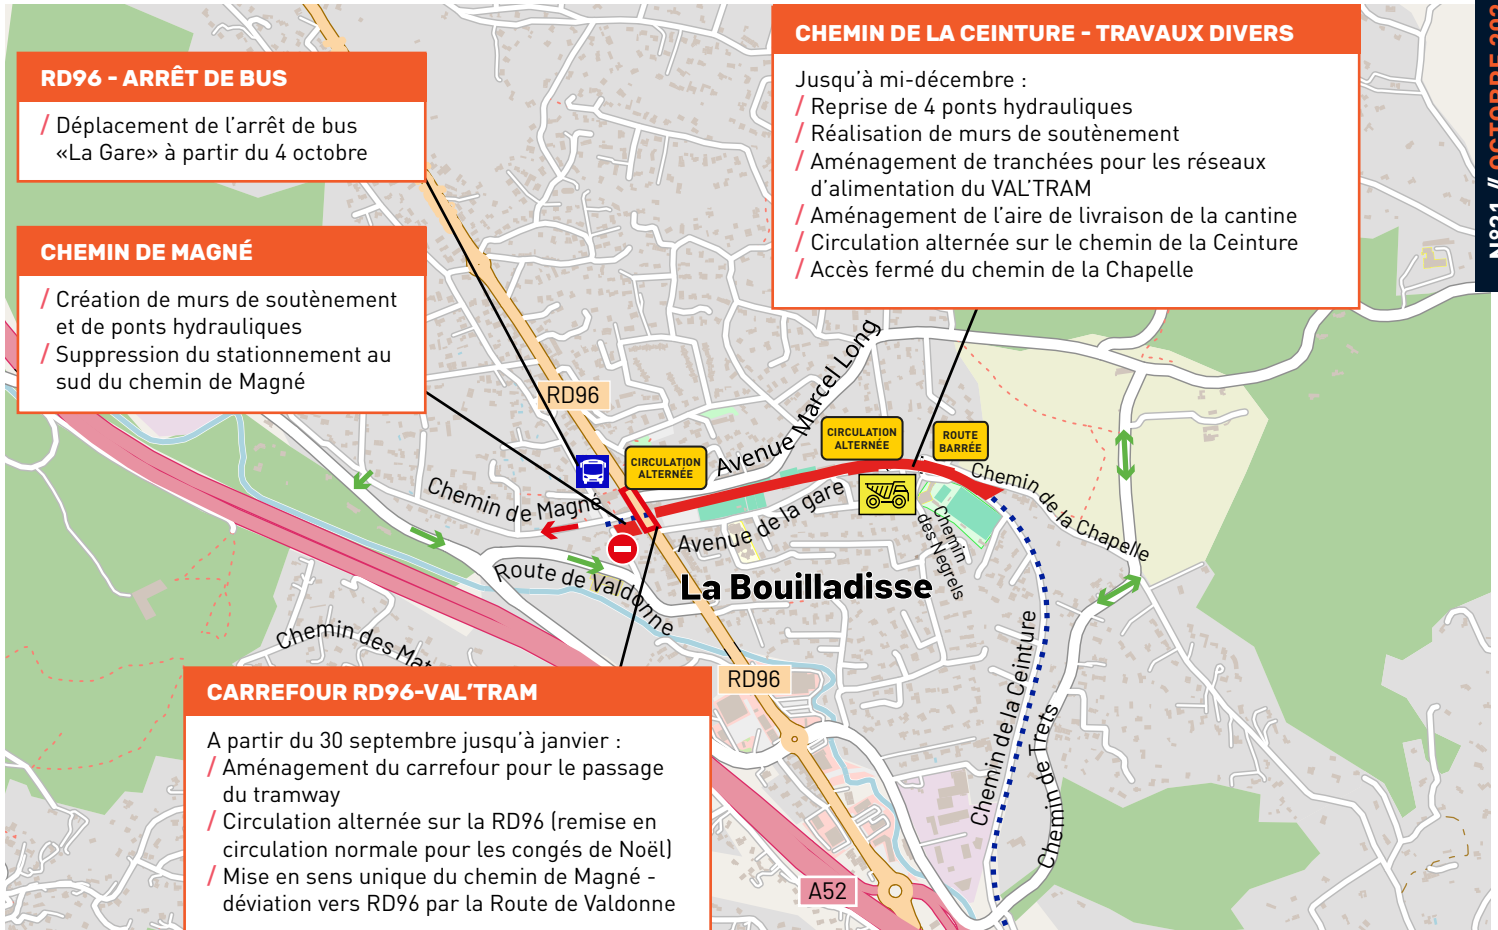 RD96 - ARRÊT DE BUS
/ Déplacement de l'arrêt de bus
«La Gare» à partir du 4 octobre
CHEMIN DE MAGNÉ
/ Création de murs de soutènement
et de ponts hydrauliques
/ Suppression du stationnement au
sud du chemin de Magné
CHEMIN DE LA CEINTURE - TRAVAUX DIVERS
Jusqu'à mi-décembre :
/ Reprise de 4 ponts hydrauliques
/ Réalisation de murs de soutènement
/ Aménagement de tranchées pour les réseaux
d'alimentation du VAL'TRAM
/ Aménagement de l'aire de livraison de la cantine
/ Circulation alternée sur le chemin de la Ceinture
/ Accès fermé du chemin de la Chapelle
// OCTOBRE
RD96
Avenue Marcel Long
CIRCULATION
ALTERNÉE
CIRCULATION
ALTERNÉE
ROUTE
BARRÉE
Chemin de Magné
Avenue de la gare
Chemin de la Chapelle
Chemin
des Negrels
Route de Valdonne
La Bouilladisse
Chemin des
RD96
Chemin de la Ceinture
Chemin de Trets
A52
CARREFOUR RD96-VAL'TRAM
A partir du 30 septembre jusqu'à janvier :
/ Aménagement du carrefour pour le passage
du tramway
/ Circulation alternée sur la RD96 (remise en
circulation normale pour les congés de Noël)
/ Mise en sens unique du chemin de Magné -
déviation vers RD96 par la Route de Valdonne